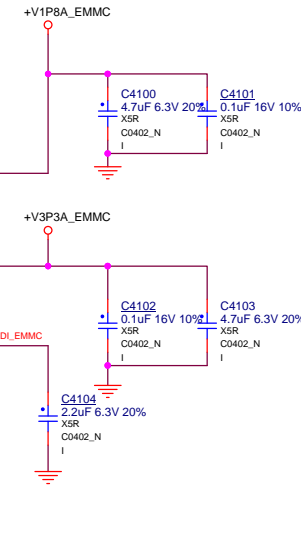 +V1P8A_EMMC
C4100
4.7uF 6.3V 20%
X5R
C0402_N
I
C4101
0.1uF 16V 10%
X5R
C0402_N
I
+V3P3A_EMMC
C4102
0.1uF 16V 10%
X5R
C0402_N
I
C4103
4.7uF 6.3V 20%
X5R
C0402_N
I
DI_EMMC
C4104
2.2uF 6.3V 20%
X5R
C0402_N
I